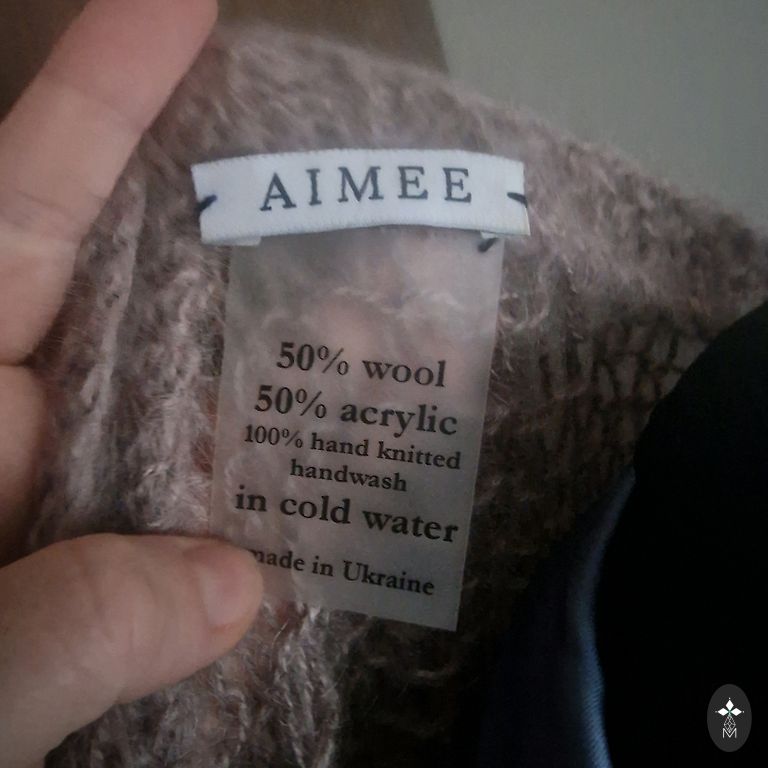 AIMEE
50% wool
50% acrylic
100% hand knitted
handwash
in cold water
made in Ukraine
M